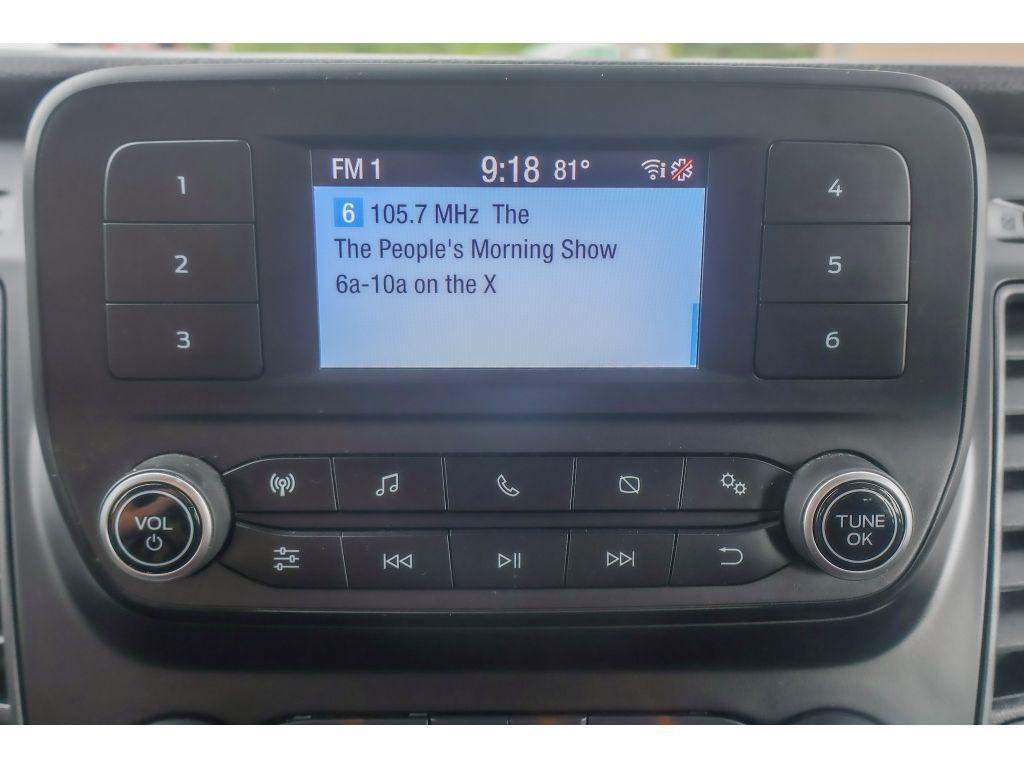 FM 1 9:18 81°
6 105.7 MHz The
The People's Morning Show
6a-10a on the X
1
2
3
4
5
6
VOL
TUNE
OK